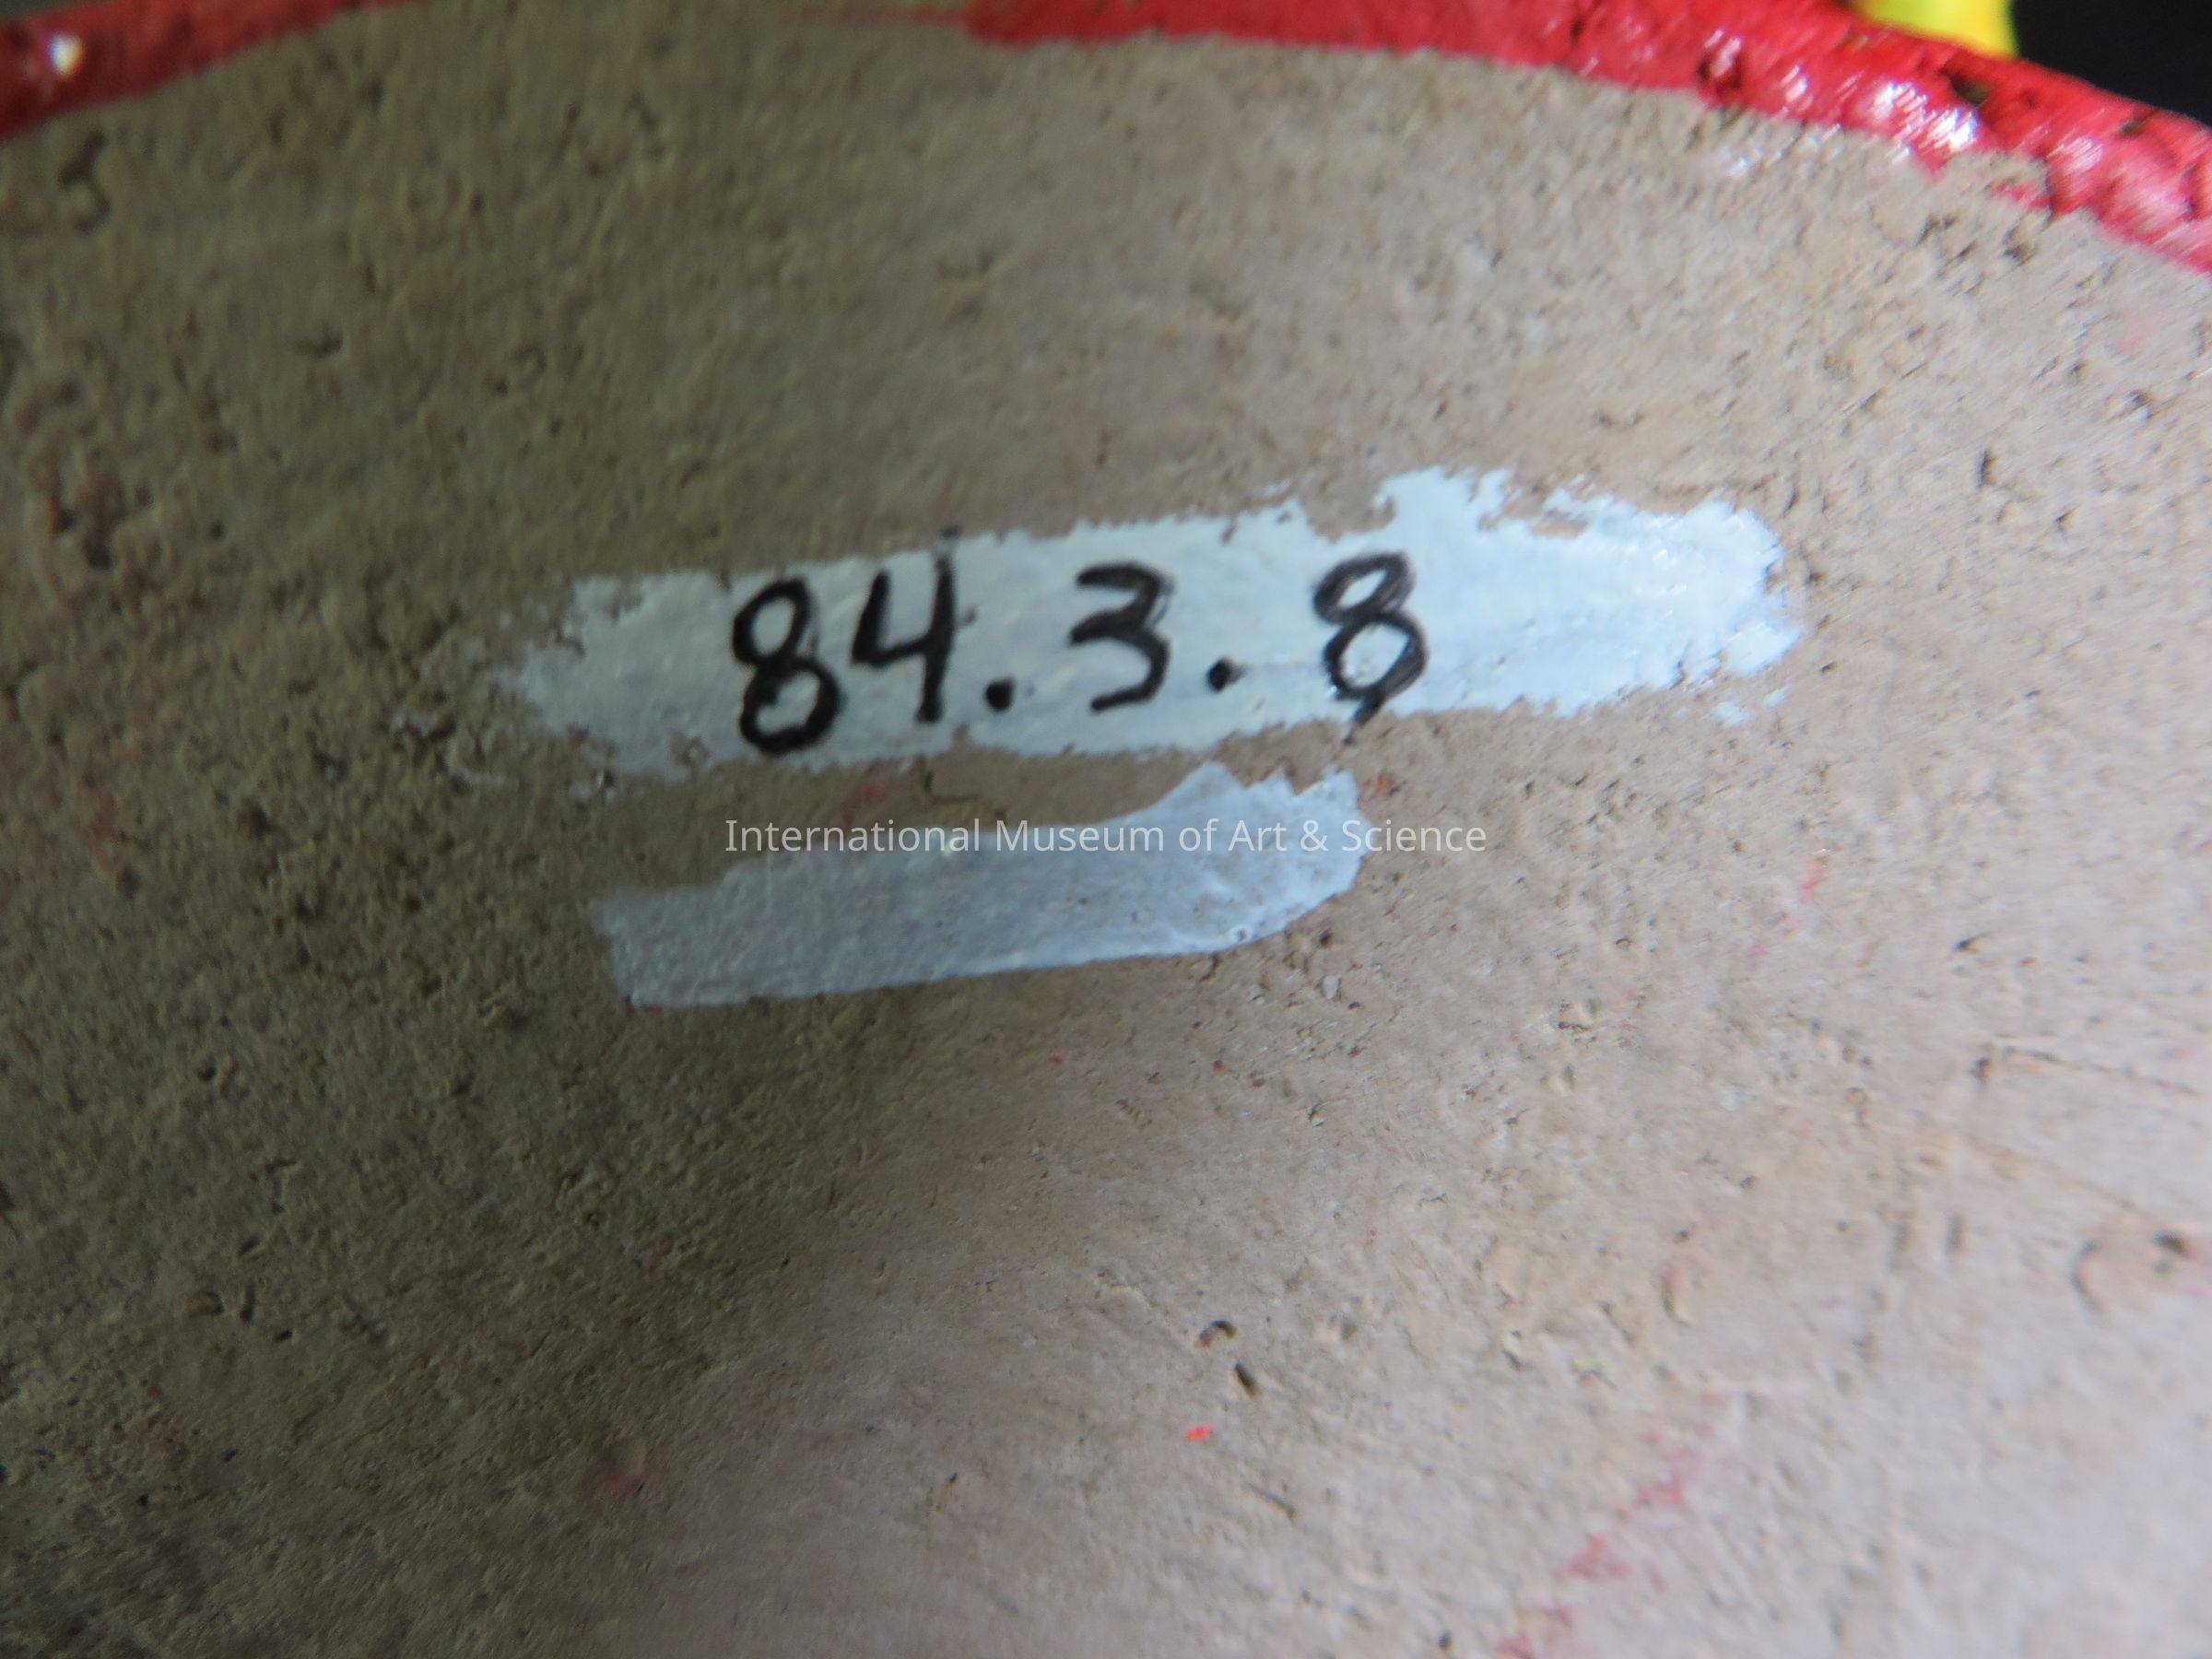 84.3.8
International Museum of Art & Science